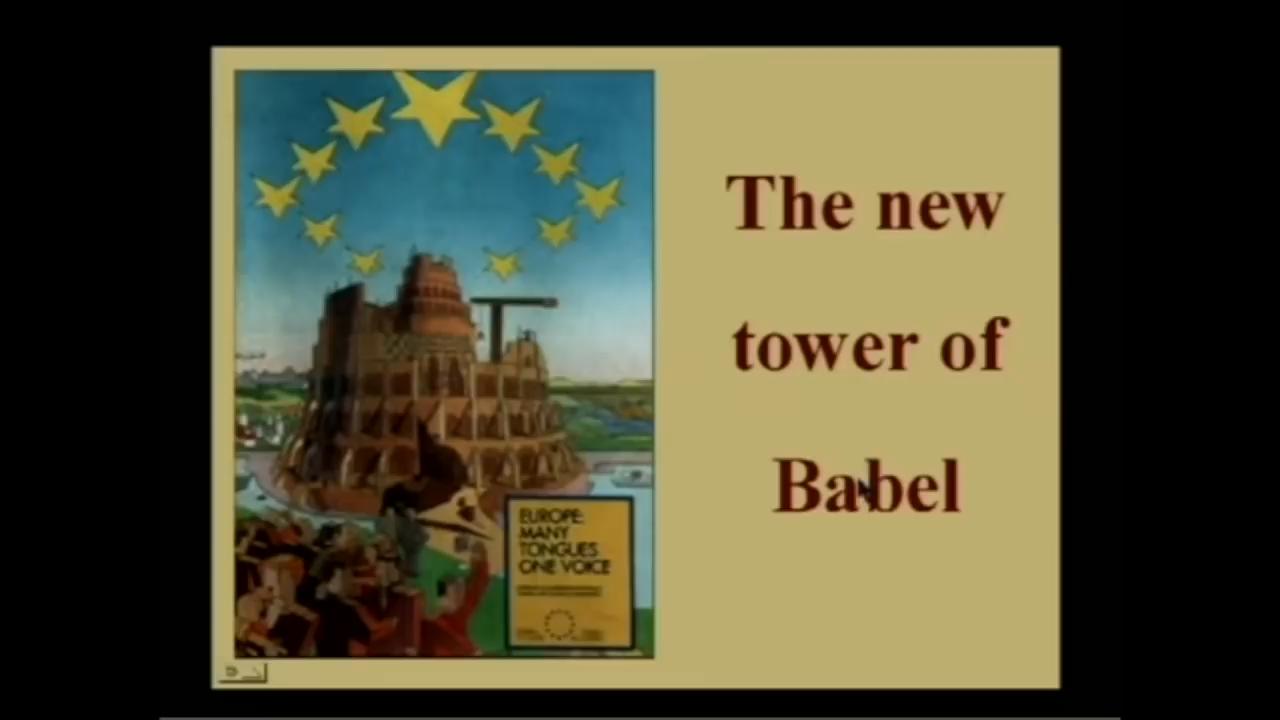 The new
tower of
Babel
EUROPE:
MANY
TONGUES
ONE VOICE